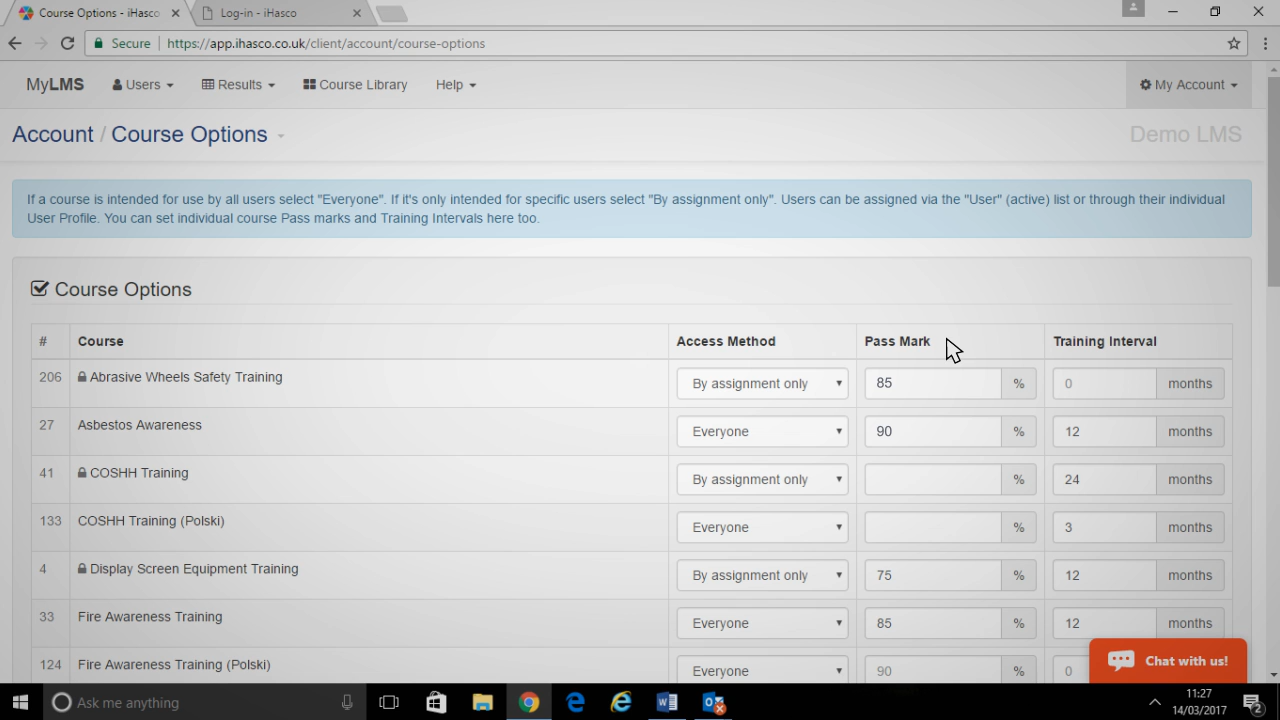 Course Options - iHasco
Log-in - iHasco
Secure
https://app.ihasco.co.uk/client/account/course-options
MyLMS
Users
Results
Course Library
Help
My Account
Account / Course Options
Demo LMS
If a course is intended for use by all users select "Everyone". If it's only intended for specific users select "By assignment only". Users can be assigned via the "User" (active) list or through their individual
User Profile. You can set individual course Pass marks and Training Intervals here too.
Course Options
# Course Access Method Pass Mark Training Interval
206 Abrasive Wheels Safety Training By assignment only 85 % 0 months
27 Asbestos Awareness Everyone 90 % 12 months
41 COSHH Training By assignment only % 24 months
133 COSHH Training (Polski) Everyone % 3 months
4 Display Screen Equipment Training By assignment only 75 % 12 months
33 Fire Awareness Training Everyone 85 % 12 months
124 Fire Awareness Training (Polski) Everyone 90 % 0
Chat with us!
Ask me anything
11:27
14/03/2017
2